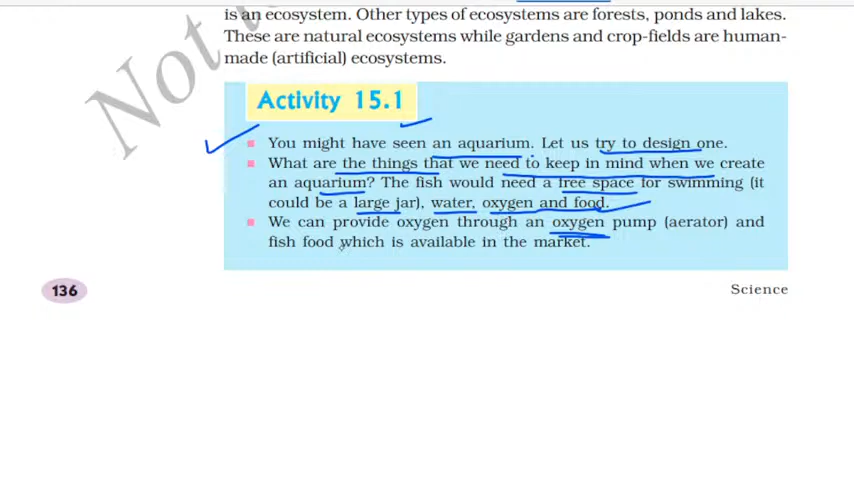 is an ecosystem. Other types of ecosystems are forests, ponds and lakes.
These are natural ecosystems while gardens and crop-fields are human-
made (artificial) ecosystems.
Activity 15.1
You might have seen an aquarium. Let us try to design one.
What are the things that we need to keep in mind when we create
an aquarium? The fish would need a free space for swimming (it
could be a large jar), water, oxygen and food.
We can provide oxygen through an oxygen pump (aerator) and
fish food which is available in the market.
136
Science
Not